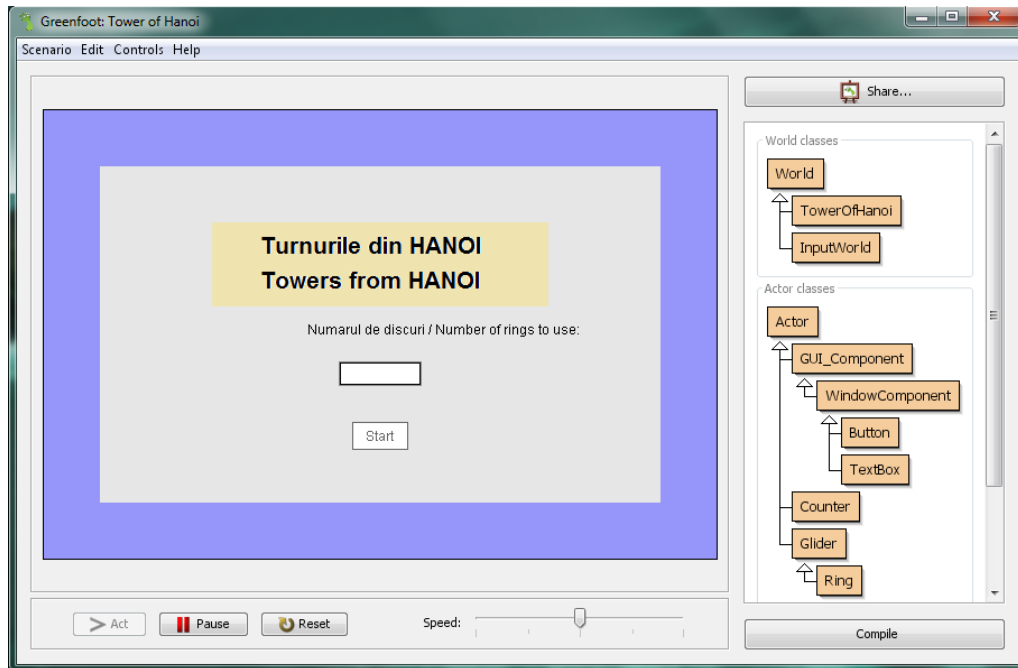 Greenfoot: Tower of Hanoi
Scenario Edit Controls Help
Turnurile din HANOI
Towers from HANOI
Numarul de discuri / Number of rings to use:
Start
Share...
World classes
World
TowerOfHanoi
InputWorld
Actor classes
Actor
GUI_Component
WindowComponent
Button
TextBox
Counter
Glider
Ring
Act
Pause
Reset
Speed:
Compile